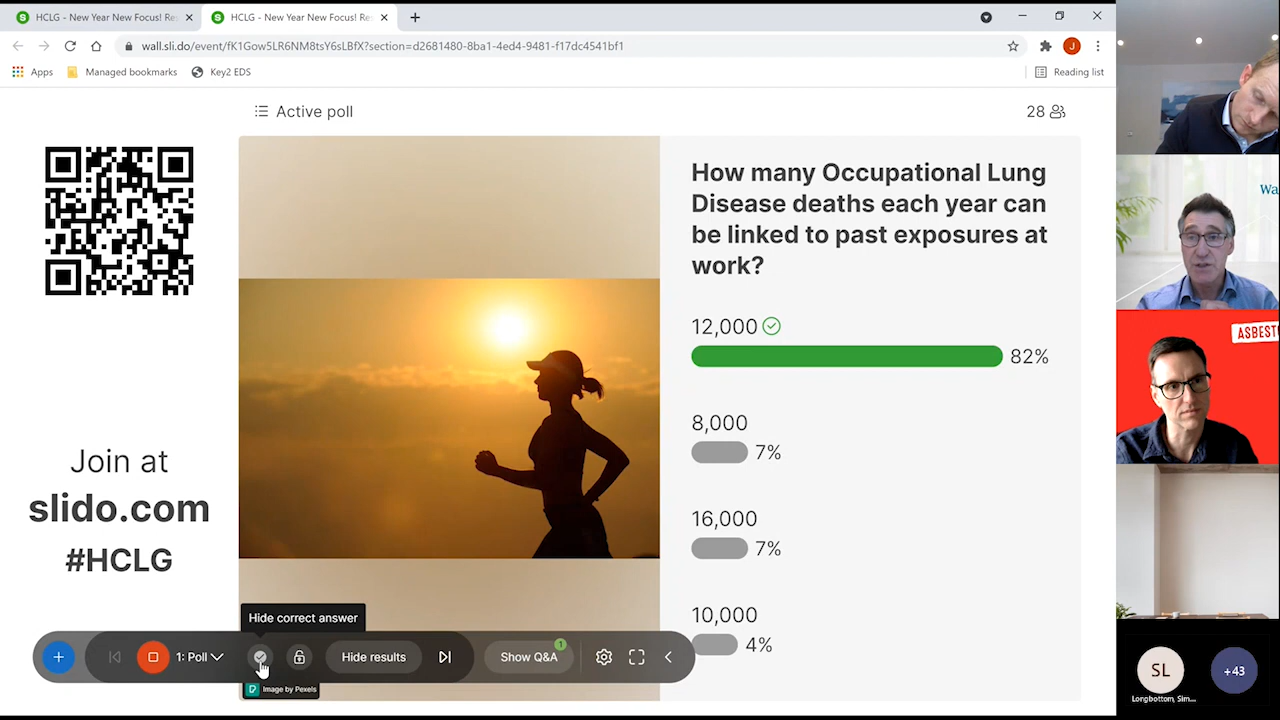 HCLG - New Year New Focus! Re
HCLG - New Year New Focus! Re
wall.sli.do/event/fK1Gow5LR6NM8tsY6sLBfX?section=d2681480-8ba1-4ed4-9481-f17dc4541bf1
J
Apps
Managed bookmarks
Key2 EDS
Reading list
Active poll
28
How many Occupational Lung
Disease deaths each year can
be linked to past exposures at
work?
12,000
82%
8,000
7%
16,000
7%
10,000
4%
Join at
slido.com
#HCLG
Hide correct answer
1: Poll
Hide results
Show Q&A
1
Image by Pexels
Wa
ASBEST
SL
+43
Longbottom, Sim...